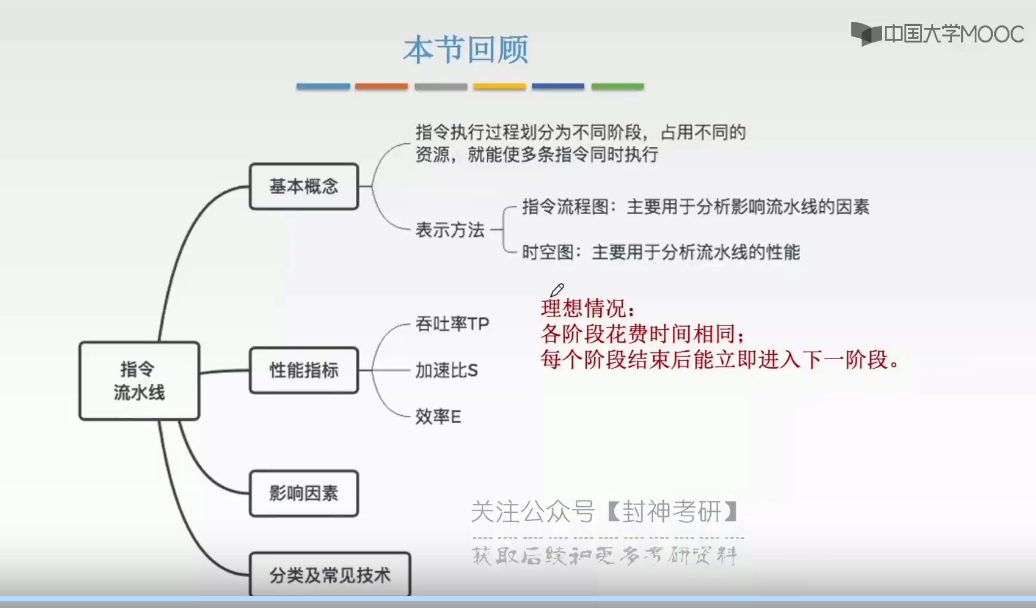 本节回顾
中国大学MOOC
指令执行过程划分为不同阶段，占用不同的
资源，就能使多条指令同时执行
基本概念
指令流程图：主要用于分析影响流水线的因素
表示方法
时空图：主要用于分析流水线的性能
理想情况：
各阶段花费时间相同；
每个阶段结束后能立即进入下一阶段。
吞吐率TP
指令
流水线
性能指标
加速比S
效率E
影响因素
关注公众号【封神考研】
获取后续和更多考研资料
分类及常见技术